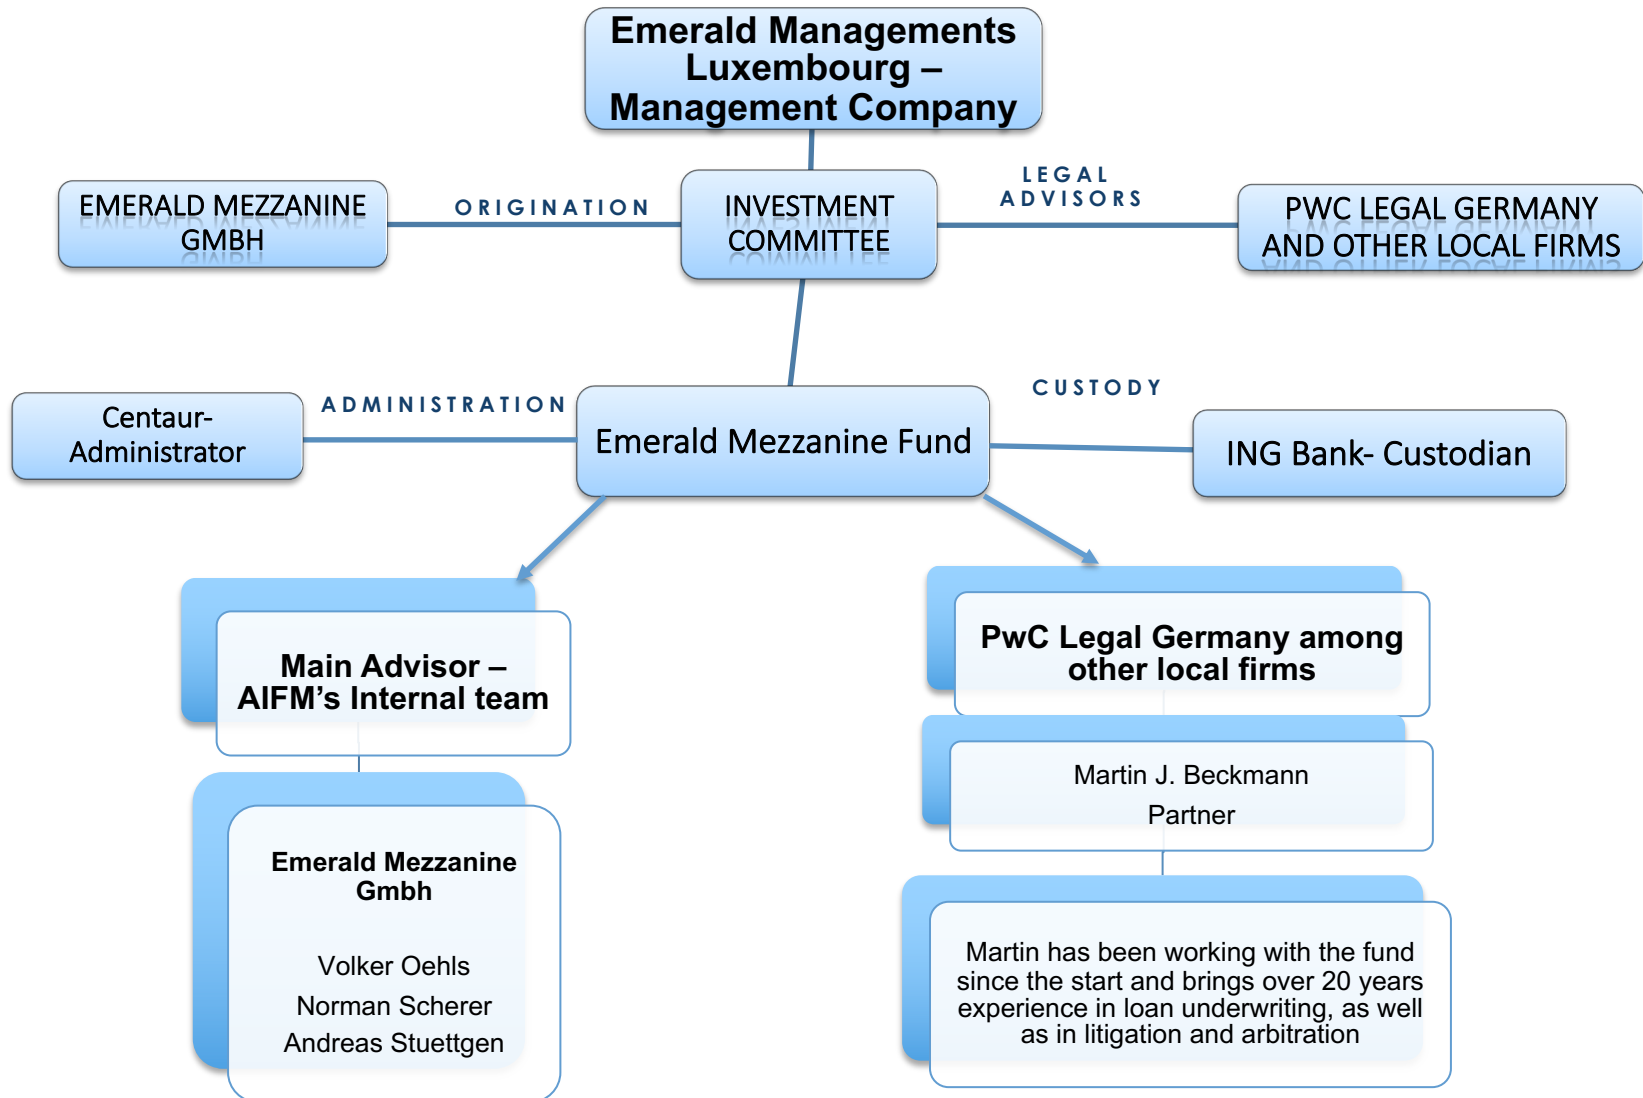 Emerald Managements
Luxembourg –
Management Company
LEGAL
ADVISORS
ORIGINATION
EMERALD MEZZANINE
GMBH
INVESTMENT
COMMITTEE
PWC LEGAL GERMANY
AND OTHER LOCAL FIRMS
ADMINISTRATION
CUSTODY
Centaur-
Administrator
Emerald Mezzanine Fund
ING Bank- Custodian
Main Advisor –
AIFM’s Internal team
Emerald Mezzanine
Gmbh
Volker Oehls
Norman Scherer
Andreas Stuettgen
PwC Legal Germany among
other local firms
Martin J. Beckmann
Partner
Martin has been working with the fund
since the start and brings over 20 years
experience in loan underwriting, as well
as in litigation and arbitration